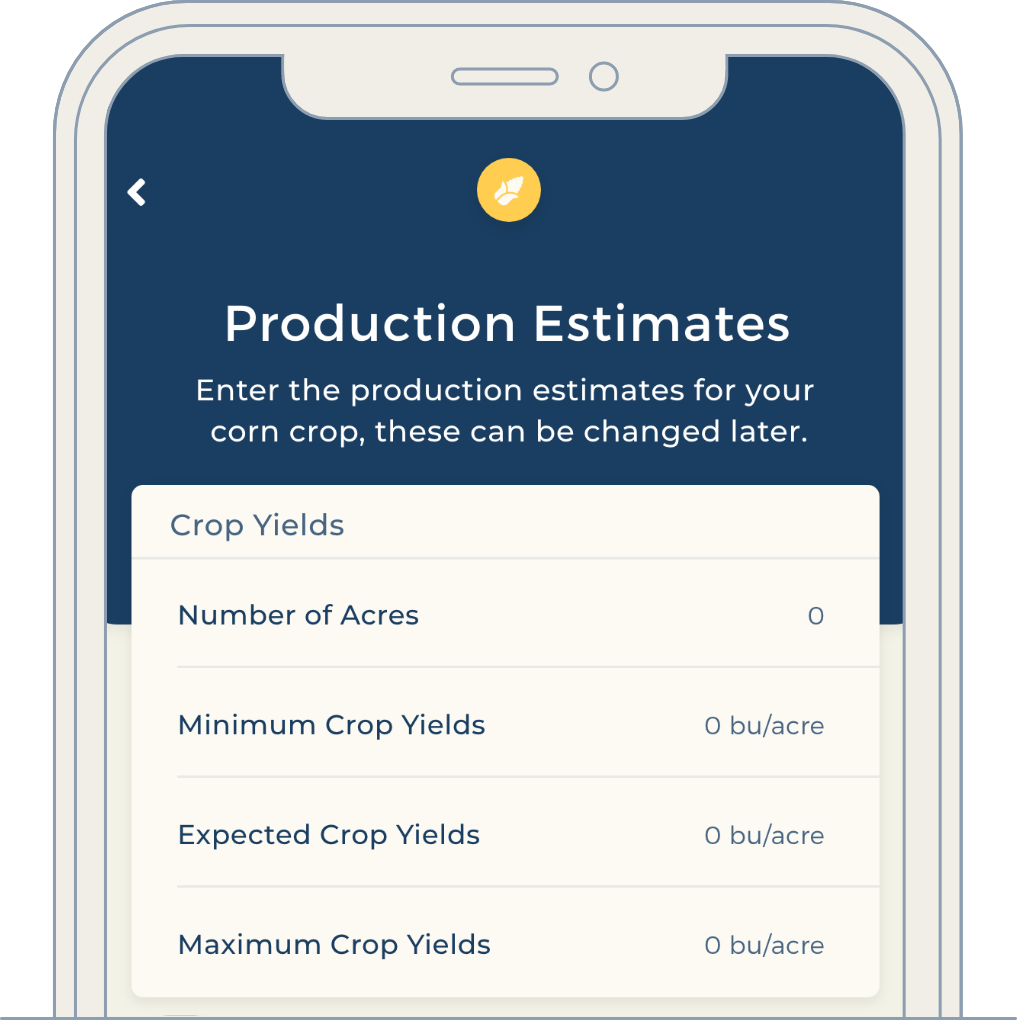 Production Estimates
Enter the production estimates for your
corn crop, these can be changed later.
Crop Yields
Number of Acres 0
Minimum Crop Yields 0 bu/acre
Expected Crop Yields 0 bu/acre
Maximum Crop Yields 0 bu/acre